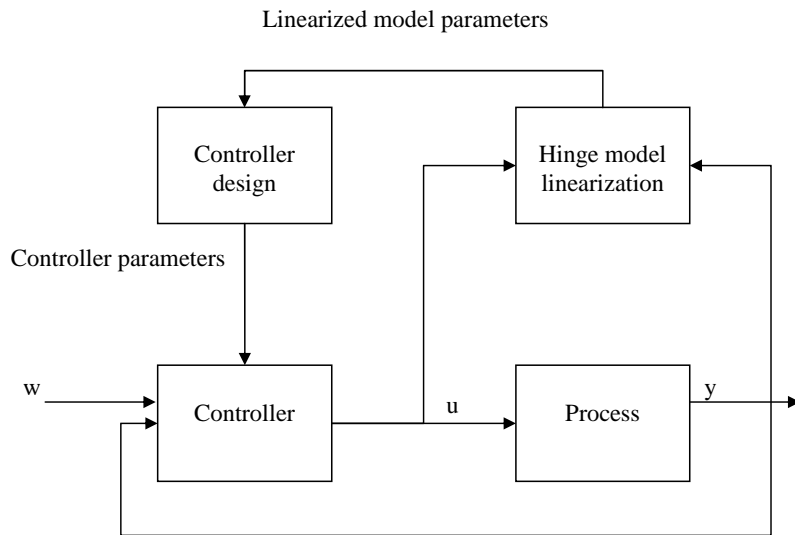 Linearized model parameters
Controller
design
Hinge model
linearization
Controller parameters
w
Controller
u
Process
y